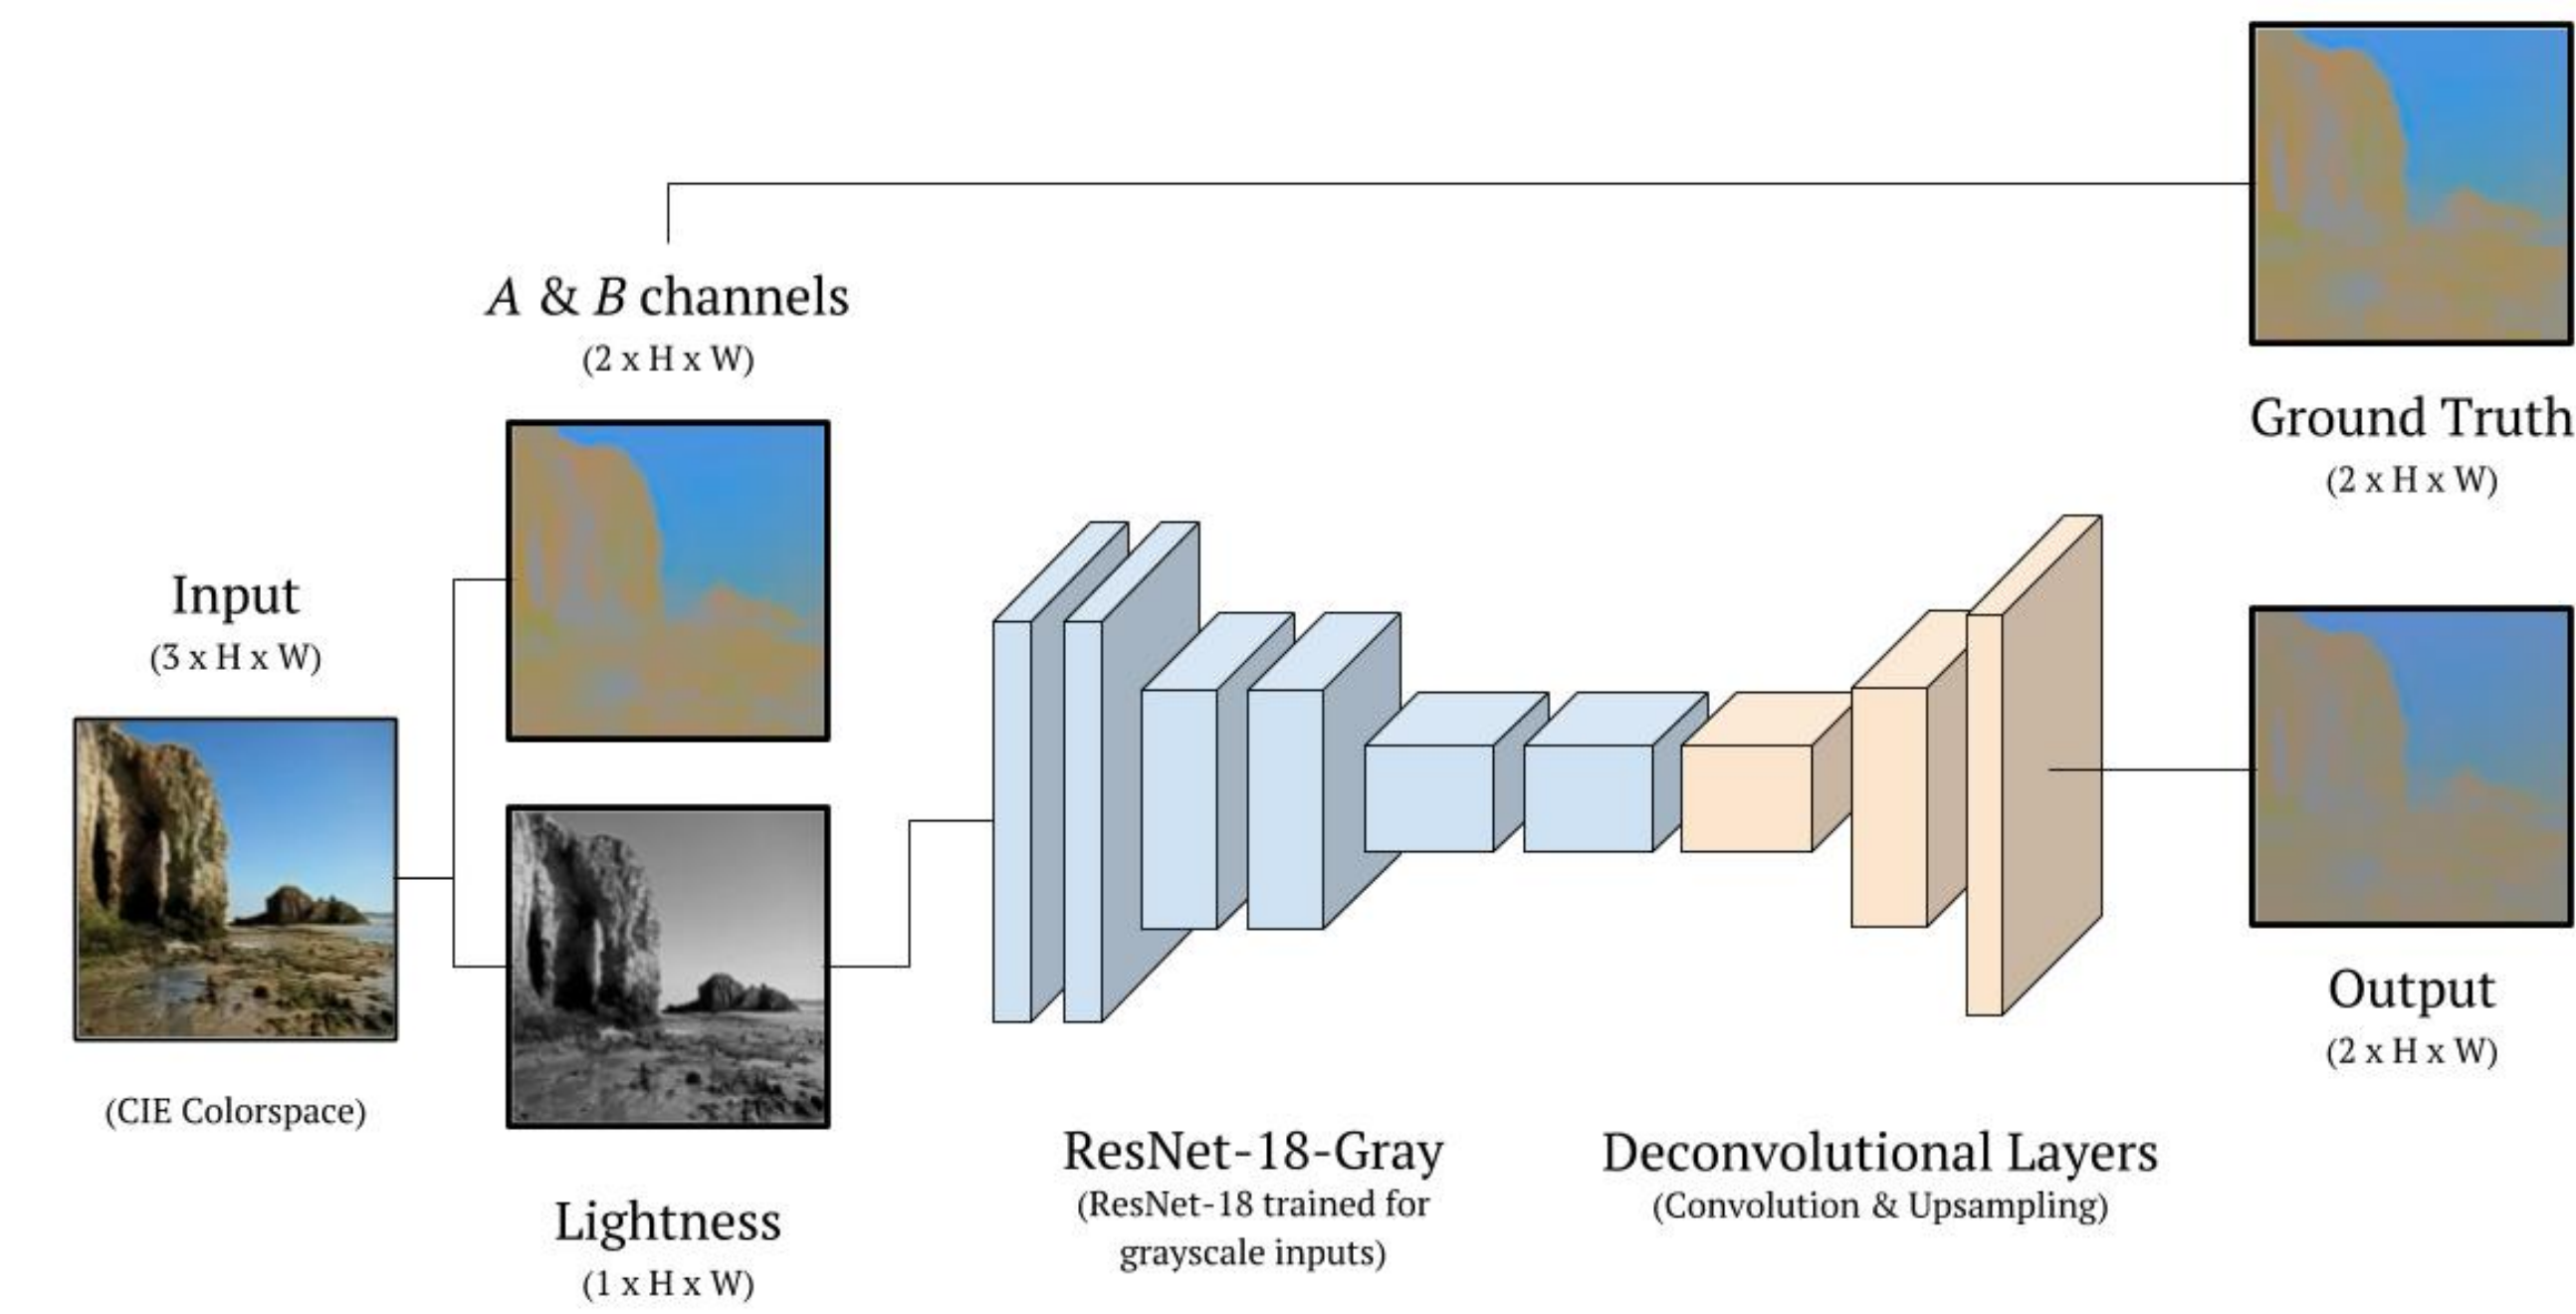 Input
(3 x H x W)
(CIE Colorspace)
A & B channels
(2 x H x W)
Lightness
(1 x H x W)
ResNet-18-Gray
(ResNet-18 trained for
grayscale inputs)
Deconvolutional Layers
(Convolution & Upsampling)
Ground Truth
(2 x H x W)
Output
(2 x H x W)